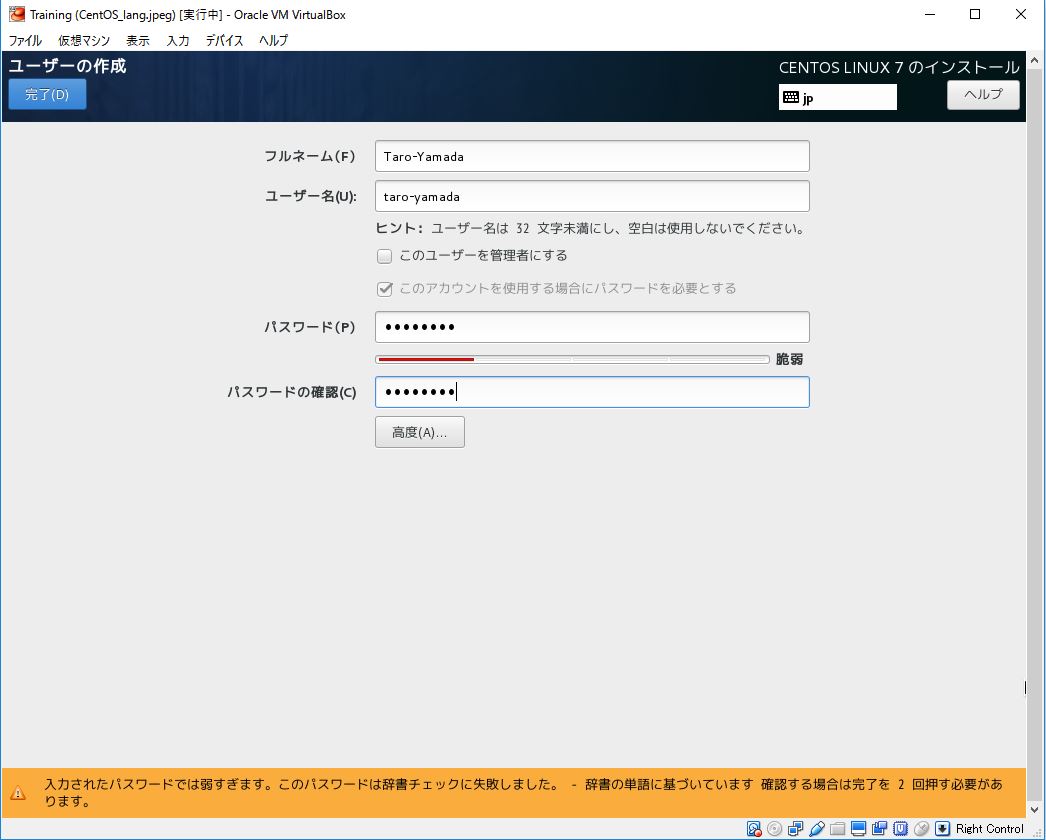 Training (CentOS_lang.jpeg) [実行中] - Oracle VM VirtualBox
ファイル 仮想マシン 表示 入力 デバイス ヘルプ
ユーザーの作成
CENTOS LINUX 7 のインストール
完了(D)
jp
ヘルプ
フルネーム(F)
Taro-Yamada
ユーザー名(U):
taro-yamada
ヒント: ユーザー名は 32 文字未満にし、空白は使用しないでください。
このユーザーを管理者にする
このアカウントを使用する場合にパスワードを必要とする
パスワード(P)
●●●●●●●●
脆弱
パスワードの確認(C)
●●●●●●●●
高度(A)...
入力されたパスワードでは弱すぎます。このパスワードは辞書チェックに失敗しました。 - 辞書の単語に基づいています 確認する場合は完了を 2 回押す必要があ
ります。
Right Control